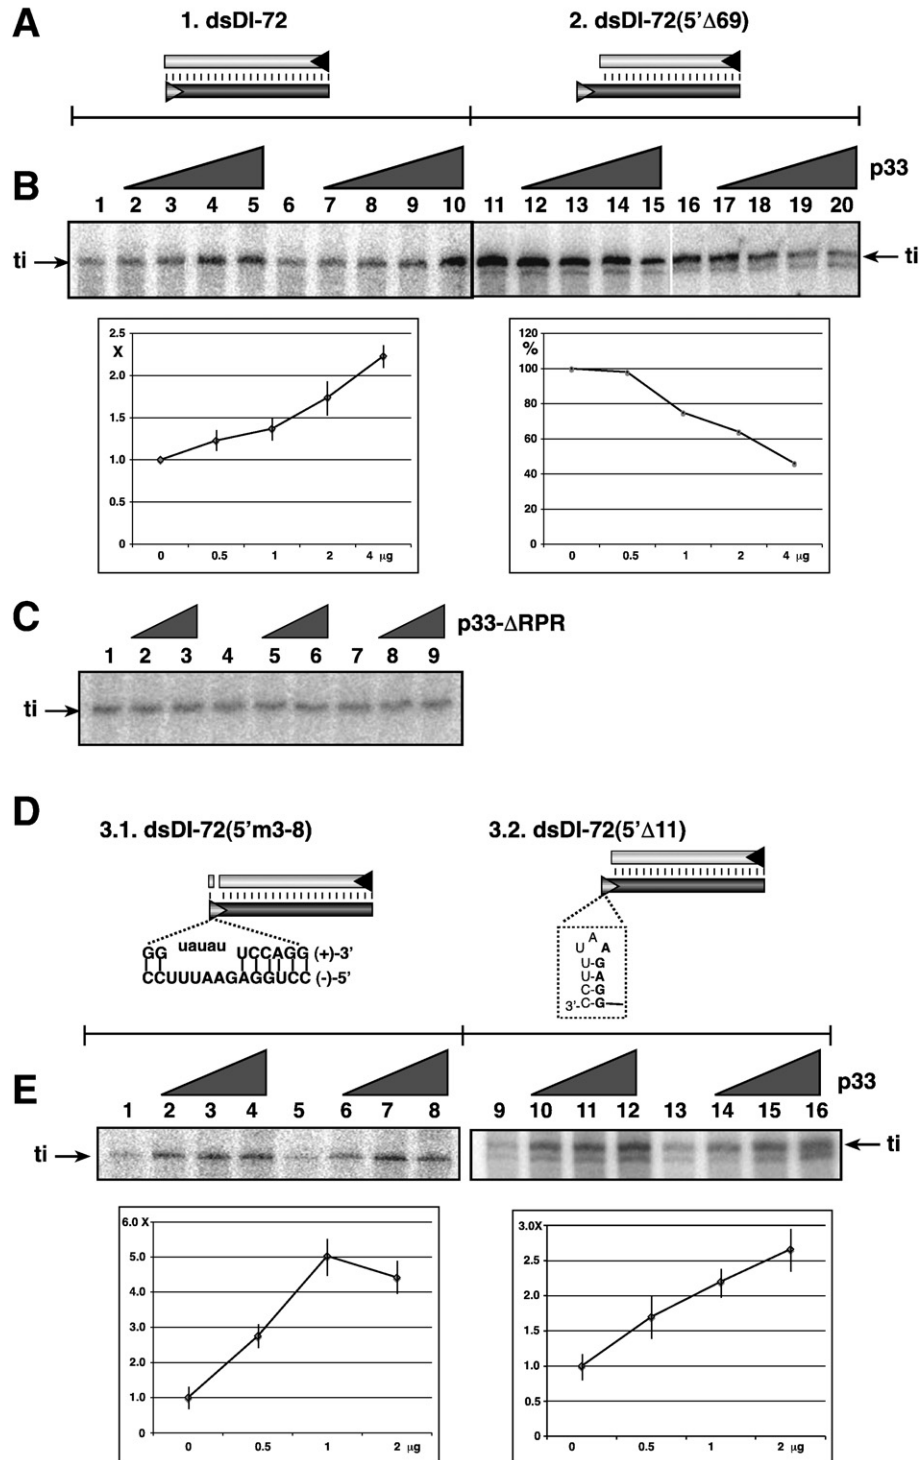 A
1. dsDI-72
2. dsDI-72(5'Δ69)
B
p33
1 2 3 4 5 6 7 8 9 10 11 12 13 14 15 16 17 18 19 20
ti
ti
2.5
X
2.0
1.5
1.0
0.5
0
0 0.5 1 2 4 µg
120
%
100
80
60
40
20
0
0 0.5 1 2 4 µg
C
p33-ΔRPR
1 2 3 4 5 6 7 8 9
ti
D
3.1. dsDI-72(5'm3-8)
3.2. dsDI-72(5'Δ11)
GG uauau UCCAGG (+)-3'
CCUUUAAGAGGUCC (-)-5'
A
U A
U-G
U-A
C-G
3'-C-G
E
p33
1 2 3 4 5 6 7 8 9 10 11 12 13 14 15 16
ti
ti
6.0 X
5.0
4.0
3.0
2.0
1.0
0
0 0.5 1 2 µg
3.0X
2.5
2.0
1.5
1.0
0.5
0
0 0.5 1 2 µg